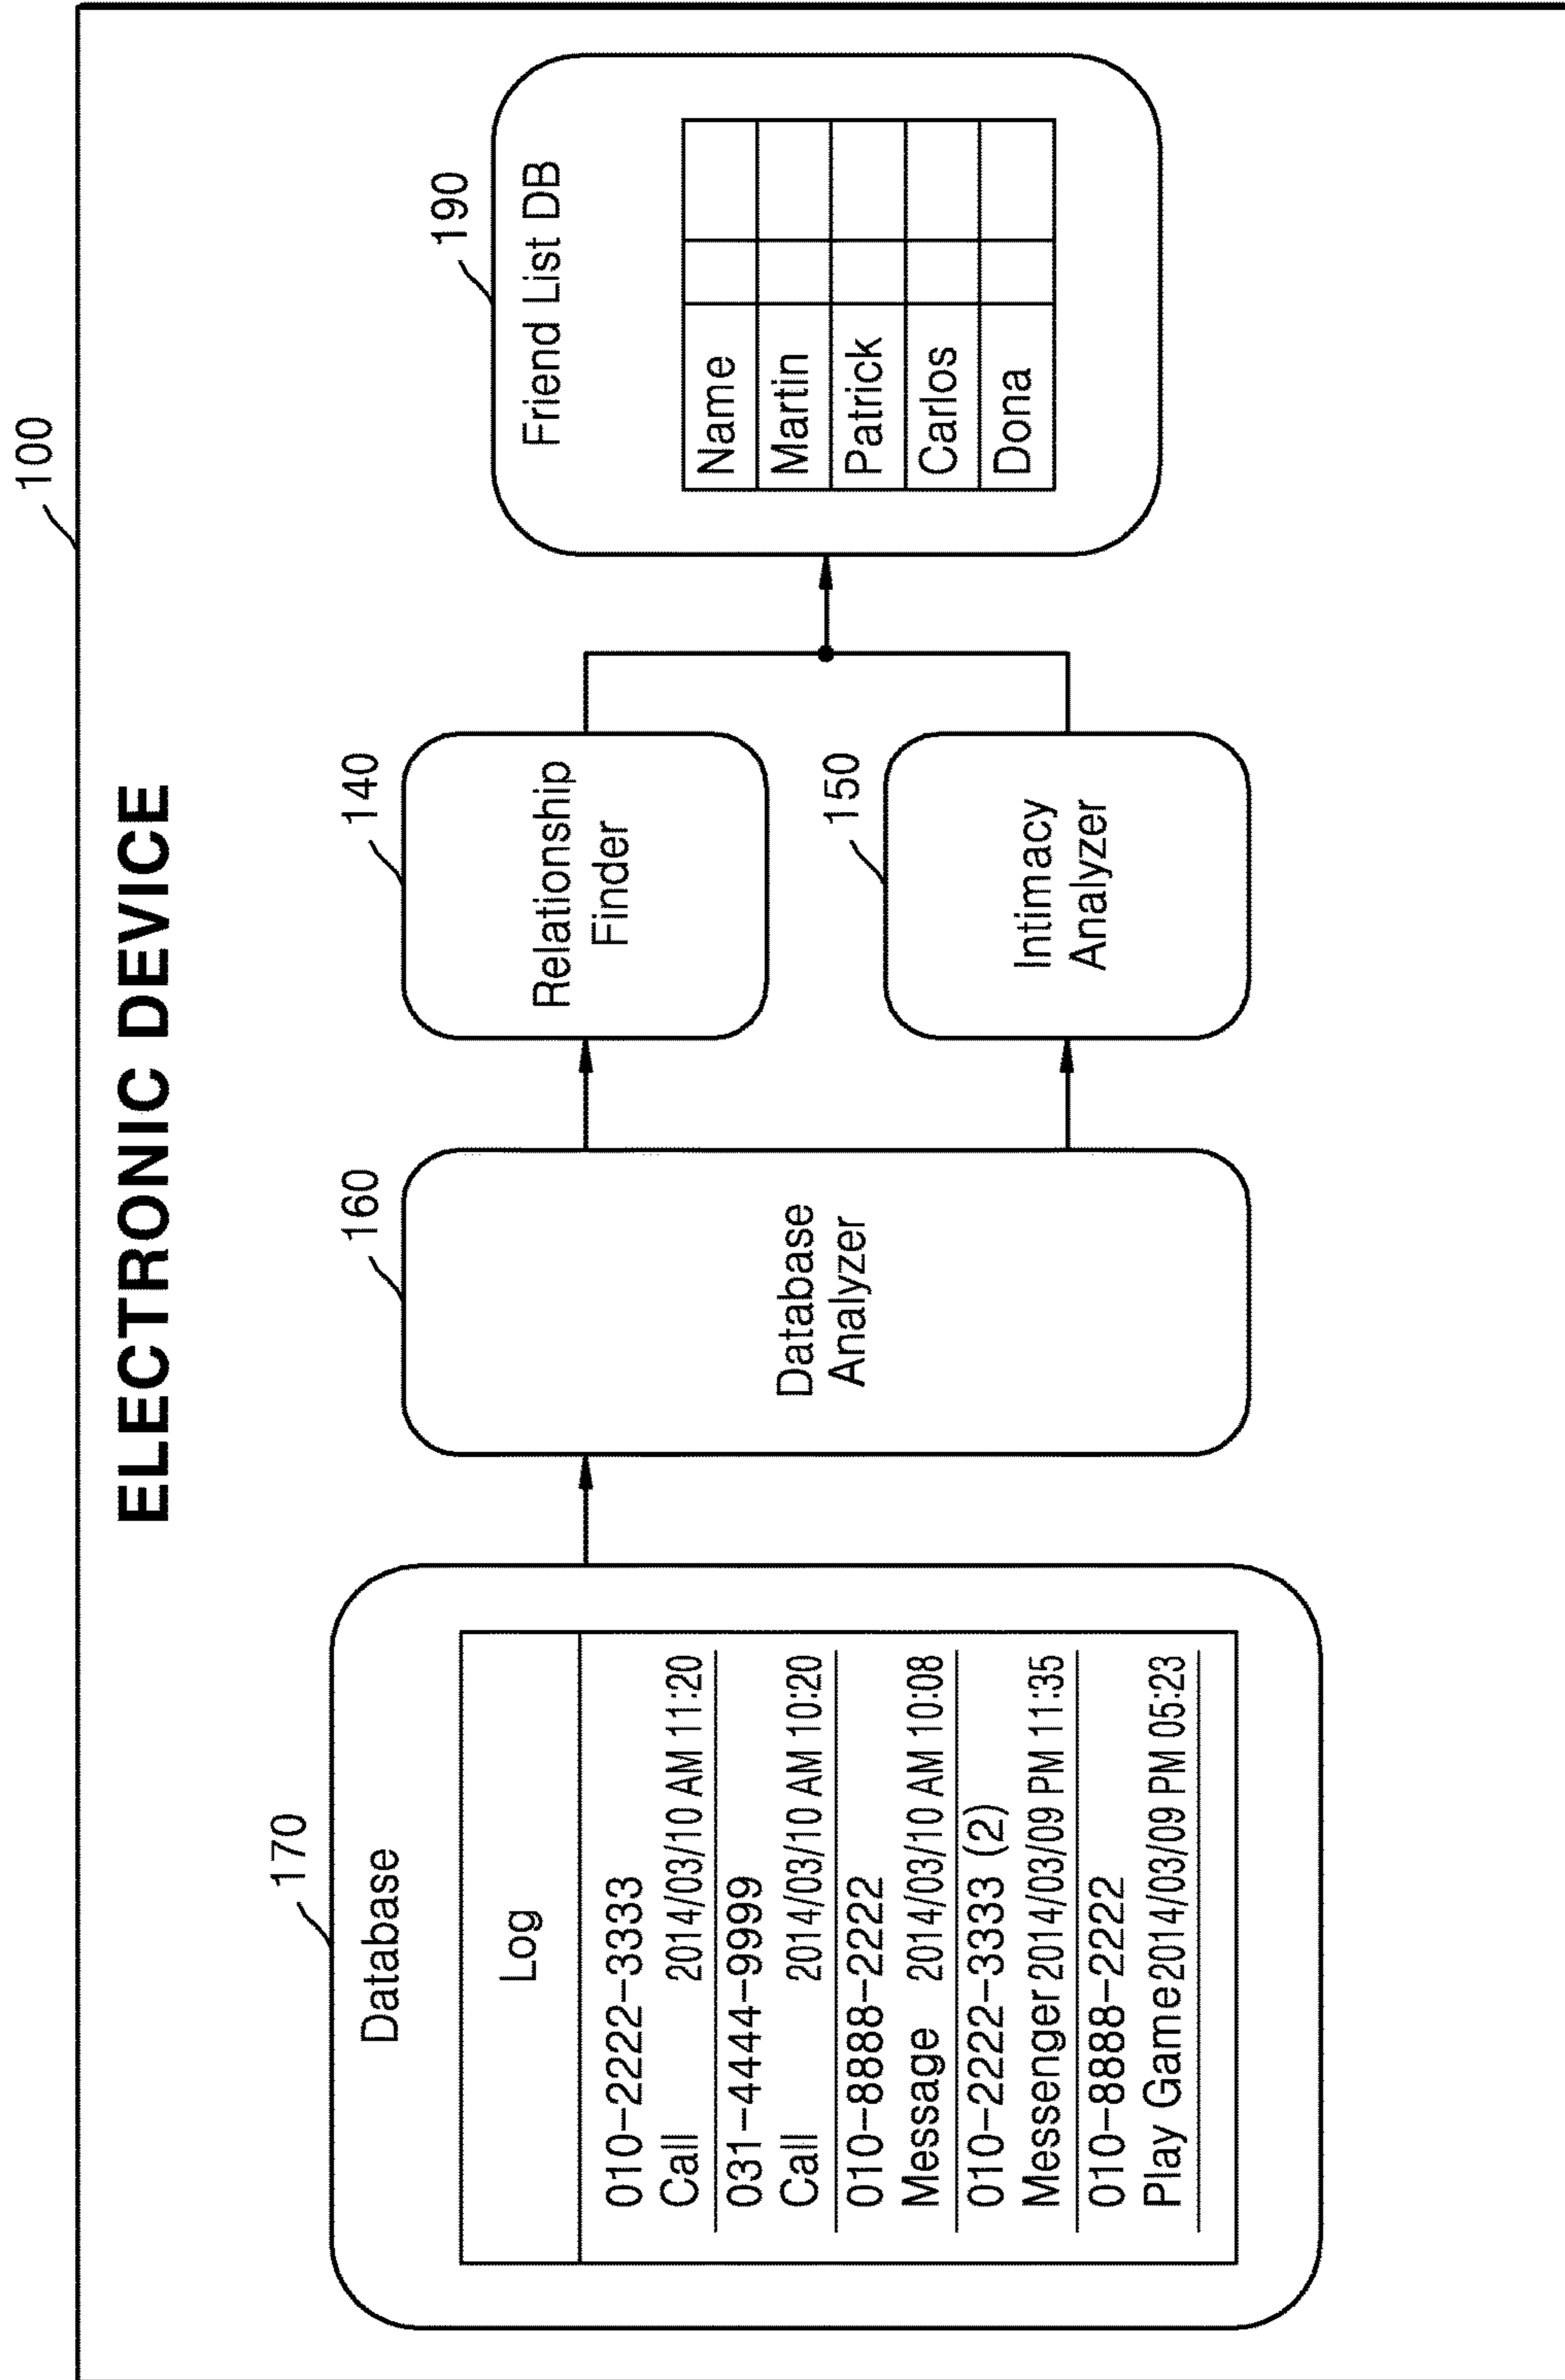 100
ELECTRONIC DEVICE
170
Database
Log
010-2222-3333
Call 2014/03/10 AM 11:20
031-4444-9999
Call 2014/03/10 AM 10:20
010-8888-2222
Message 2014/03/10 AM 10:08
010-2222-3333 (2)
Messenger 2014/03/09 PM 11:35
010-8888-2222
Play Game 2014/03/09 PM 05:23
160
Database
Analyzer
140
Relationship
Finder
150
Intimacy
Analyzer
190
Friend List DB
Name
Martin
Patrick
Carlos
Dona